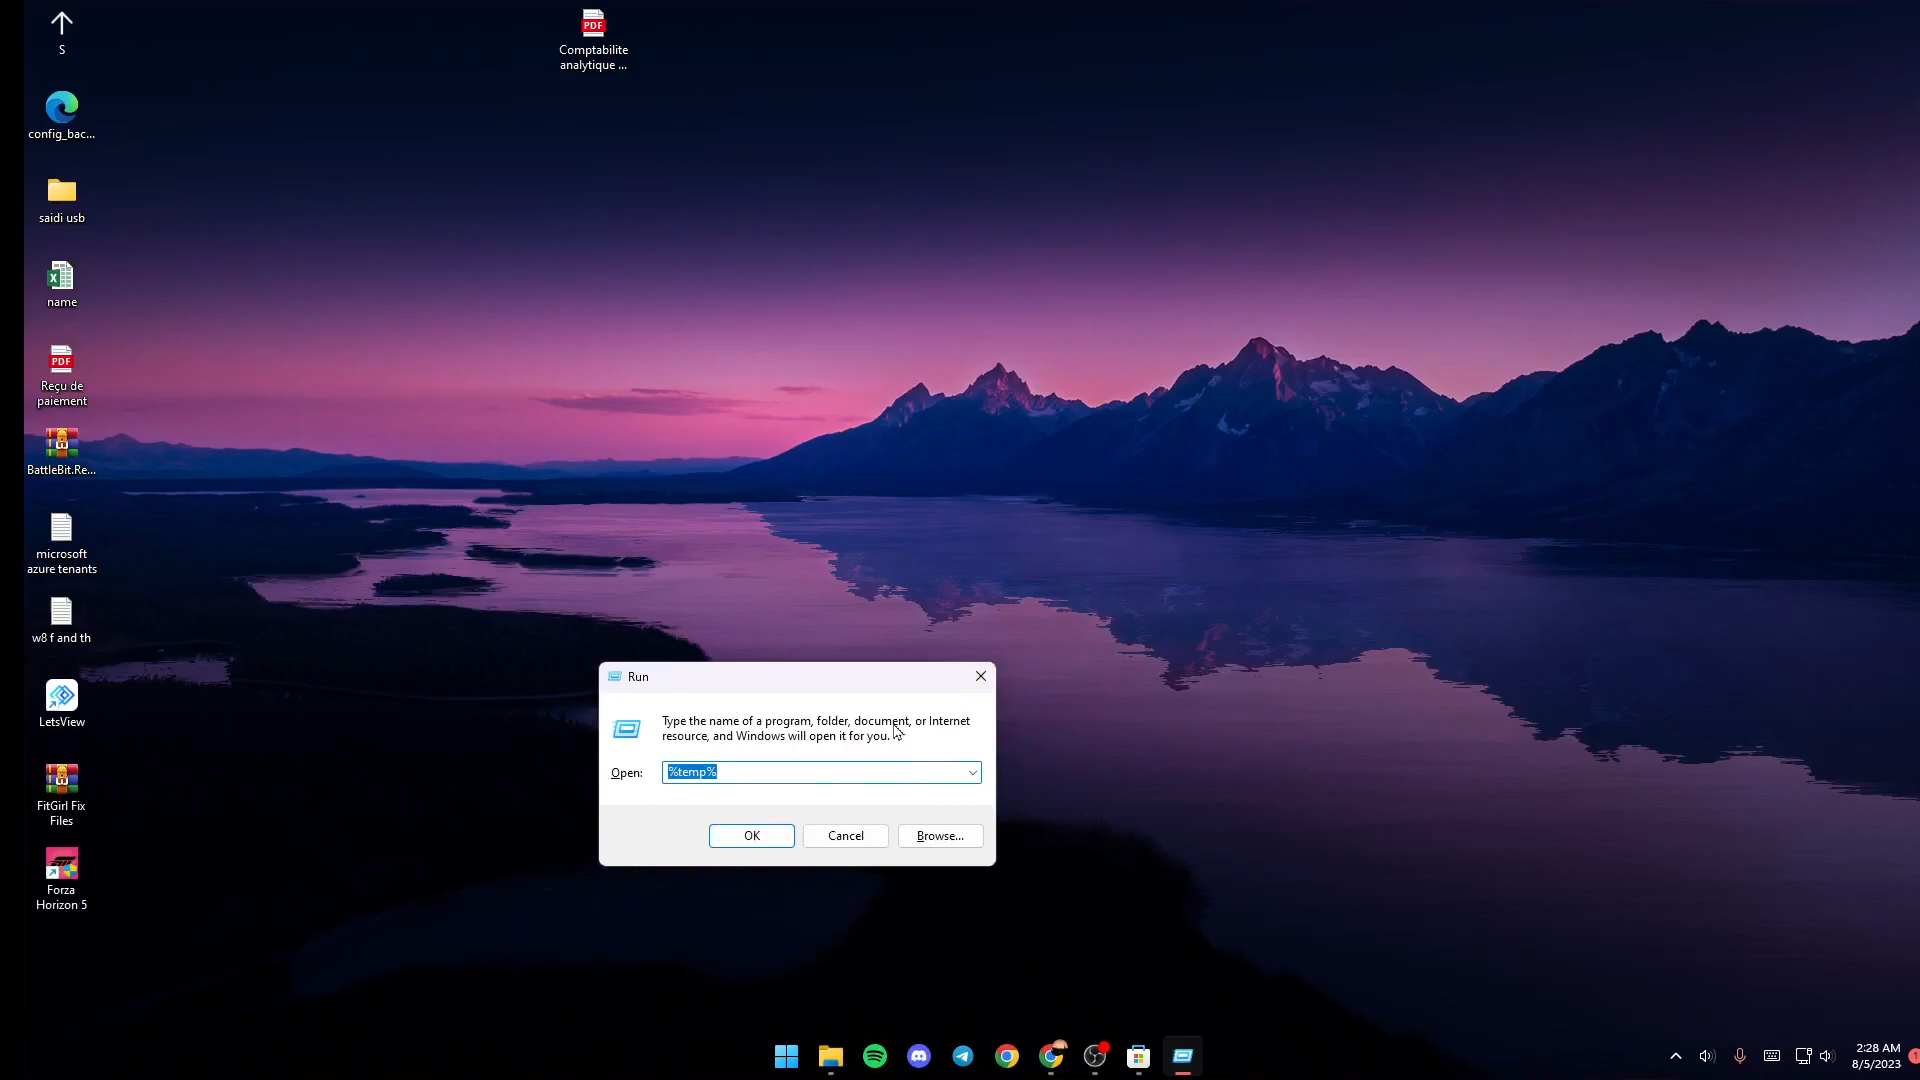 S
PDF
Comptabilite
analytique ...
config_bac...
saidi usb
name
PDF
Reçu de
paiement
BattleBit.Re...
microsoft
azure tenants
w8 f and th
LetsView
FitGirl Fix
Files
Forza
Horizon 5
Run
Type the name of a program, folder, document, or Internet
resource, and Windows will open it for you.
Open:
%temp%
OK
Cancel
Browse...
2:28 AM
8/5/2023
1